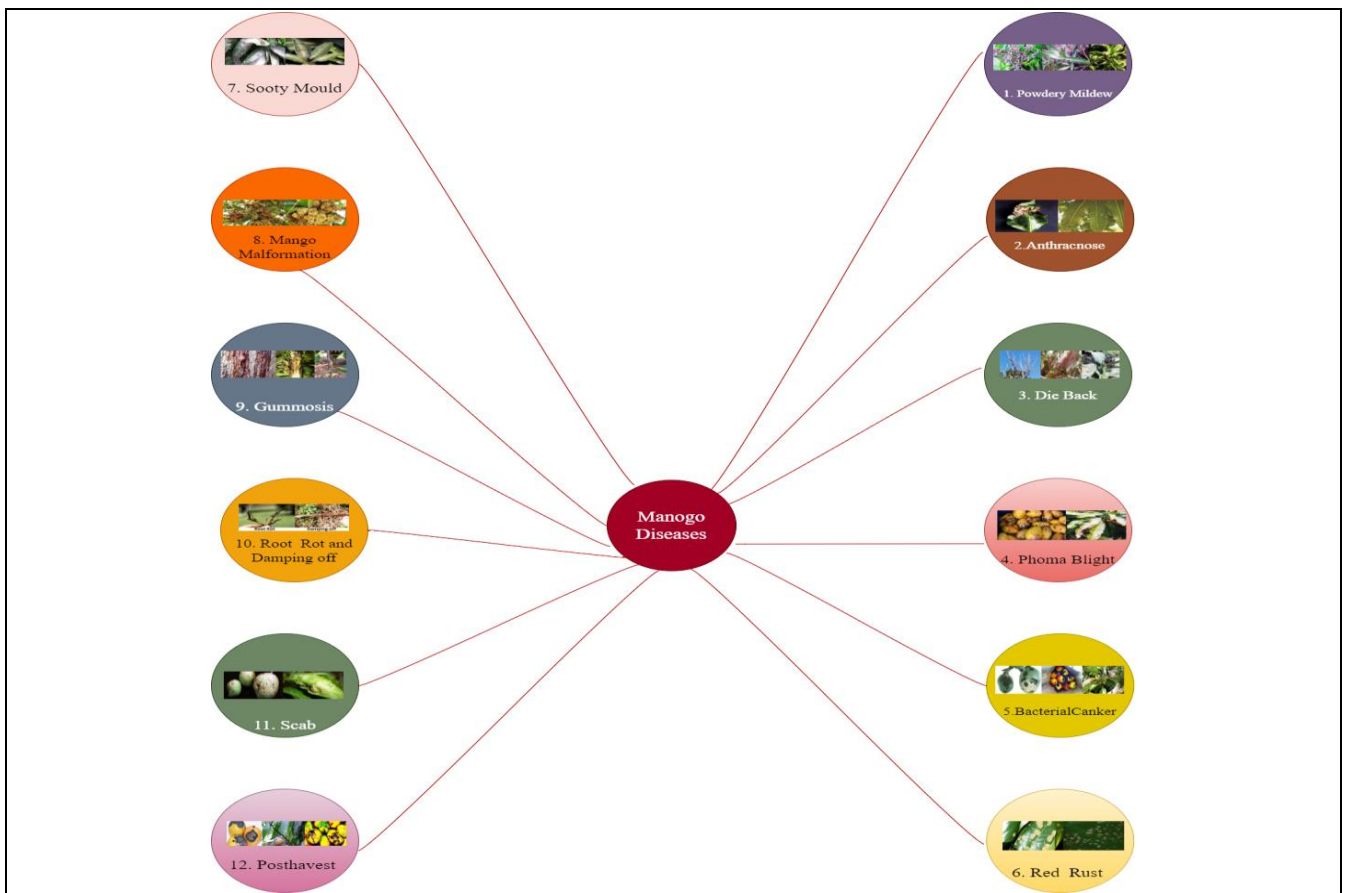 7. Sooty Mould
1. Powdery Mildew
8. Mango
Malformation
2.Anthracnose
9. Gummosis
3. Die Back
Manogo
Diseases
10. Root Rot and
Damping off
4. Phoma Blight
11. Scab
5.BacterialCanker
12. Posthavest
6. Red Rust